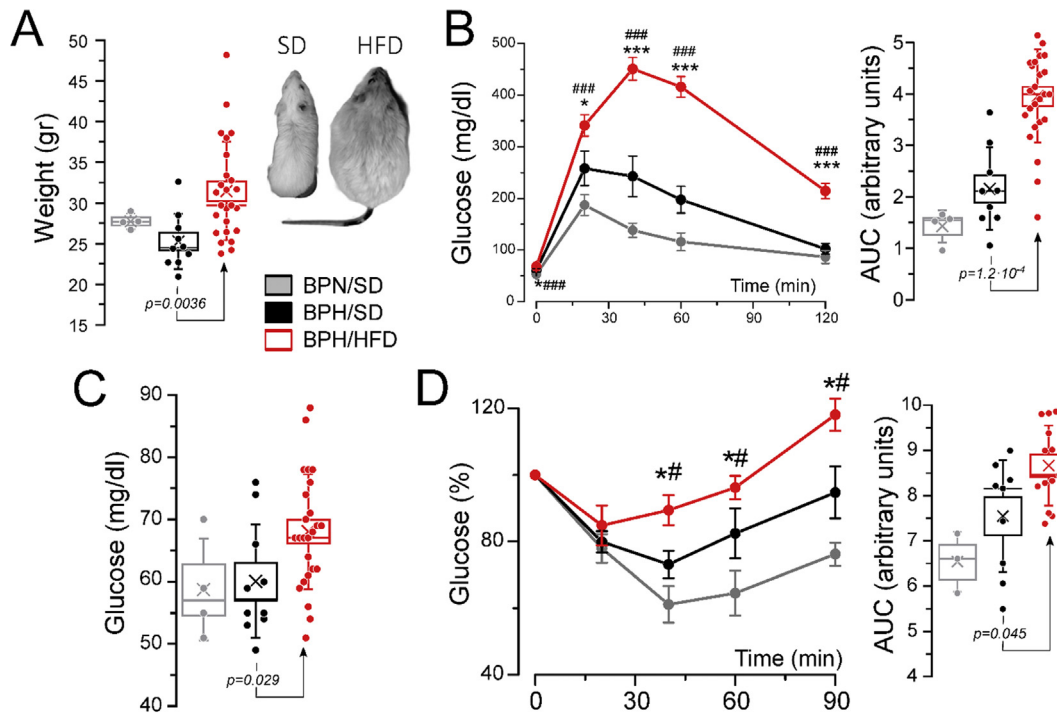 A
SD HFD
Weight (gr)
50
45
40
35
30
25
20
15
p=0.0036
BPN/SD
BPH/SD
BPH/HFD
B
Glucose (mg/dl)
500
400
300
200
100
0
0 30 60 90 120
Time (min)
*###
###
*
###
***
###
***
###
***
AUC (arbitrary units)
5
4
3
2
1
0
p=1.2·10⁻⁴
C
Glucose (mg/dl)
90
80
70
60
50
40
p=0.029
D
Glucose (%)
120
80
40
0 30 60 90
Time (min)
*#
*#
*#
AUC (arbitrary units)
10
9
8
7
6
5
4
p=0.045